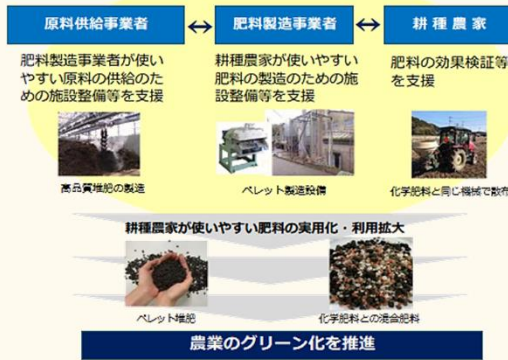 原料供給事業者
肥料製造事業者
耕種農家
肥料製造事業者が使い
やすい原料の供給のた
めの施設整備等を支援
耕種農家が使いやすい
肥料の製造のための施
設整備等を支援
肥料の効果検証等
を支援
高品質堆肥の製造
ペレット製造設備
化学肥料と同じ機械で散布
耕種農家が使いやすい肥料の実用化・利用拡大
ペレット堆肥
化学肥料との混合肥料
農業のグリーン化を推進